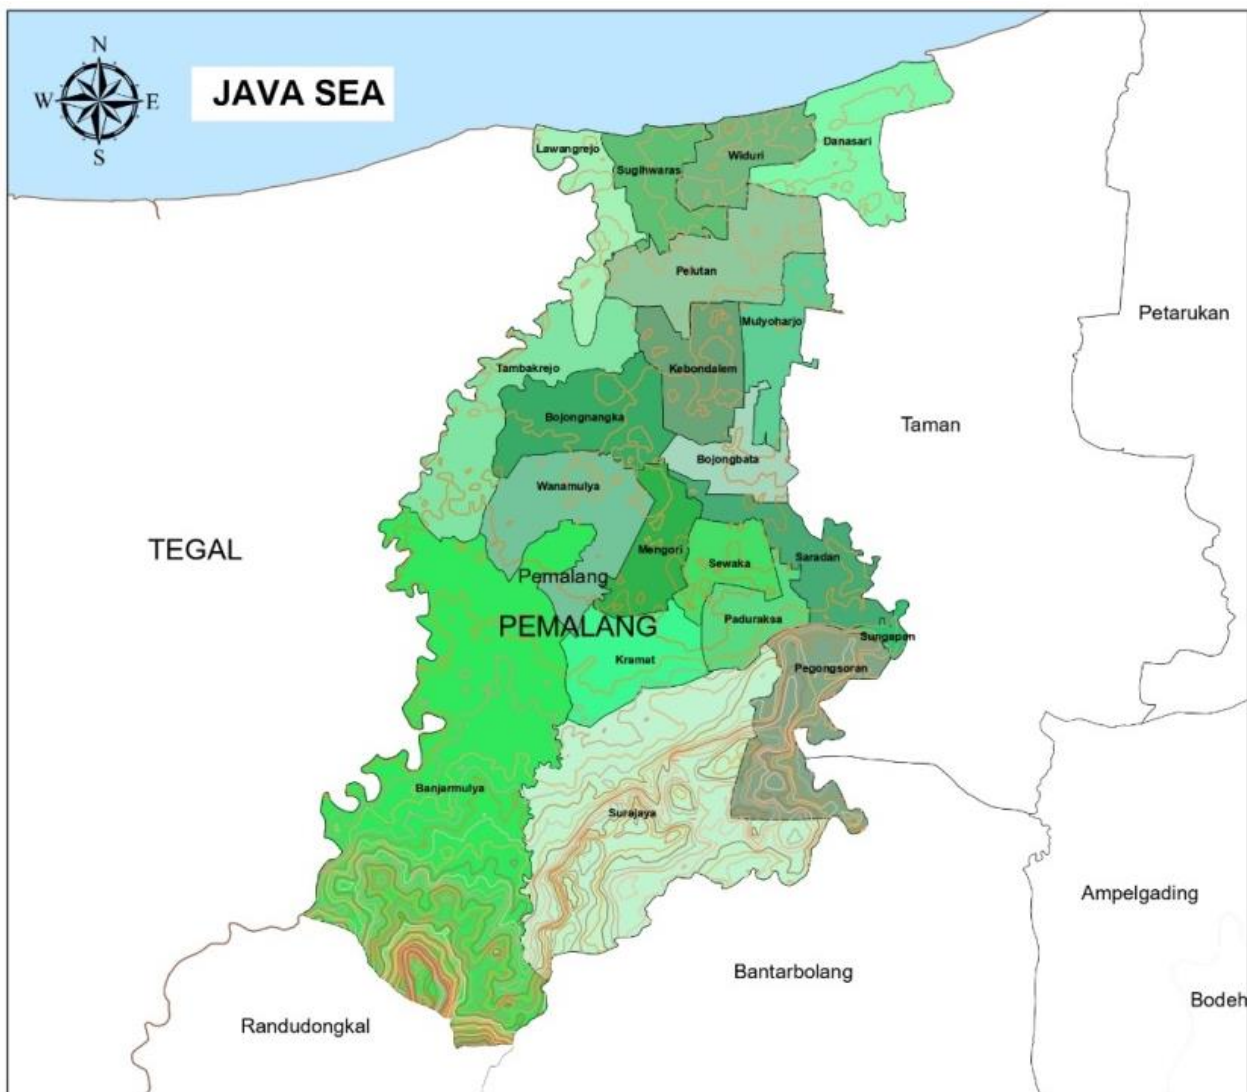 N
W
E
S
JAVA SEA
Lawangrejo
Sugihwaras
Widuri
Danasari
Pelutan
Mulyoharjo
Petarukan
Tambakrejo
Kebondalem
Bojongnangka
Taman
Bojongbata
Wanamulya
TEGAL
Mengori
Sewaka
Saradan
Pemalang
PEMALANG
Paduraksa
Sungapan
Kramat
Pegongsoran
Banjarmulya
Surajaya
Ampelgading
Bantarbolang
Bodeh
Randudongkal